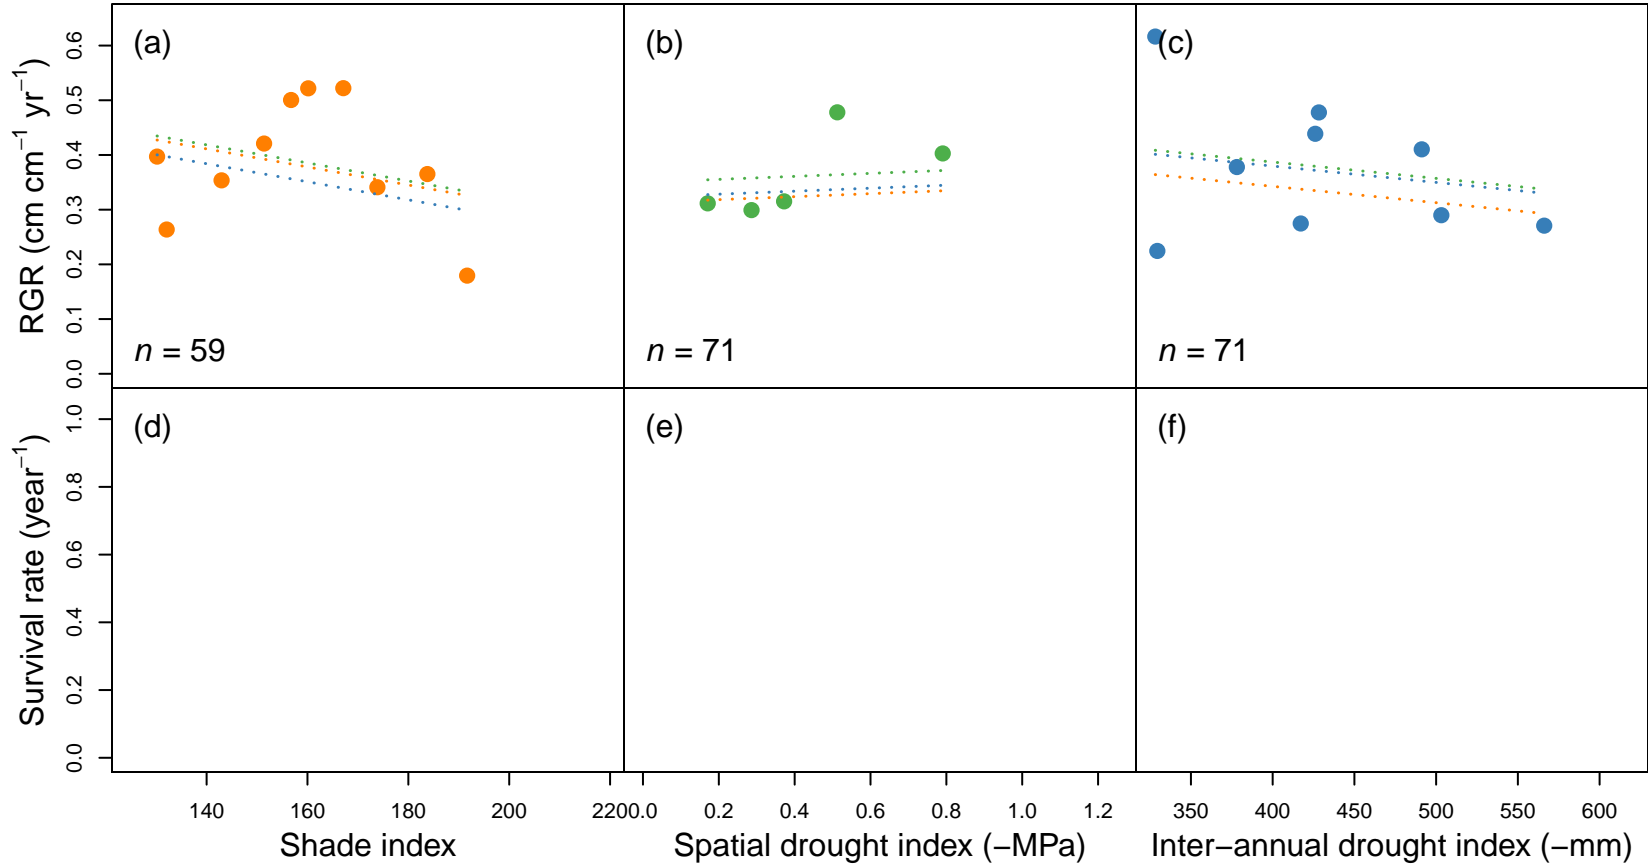 (a)
(b)
(c)
RGR (cm cm⁻¹ yr⁻¹)
0.6
0.5
0.4
0.3
0.2
0.1
0.0
n = 59
n = 71
n = 71
(d)
(e)
(f)
Survival rate (year⁻¹)
1.0
0.8
0.6
0.4
0.2
0.0
140 160 180 200 220
0.0 0.2 0.4 0.6 0.8 1.0 1.2
350 400 450 500 550 600
Shade index
Spatial drought index (−MPa)
Inter−annual drought index (−mm)